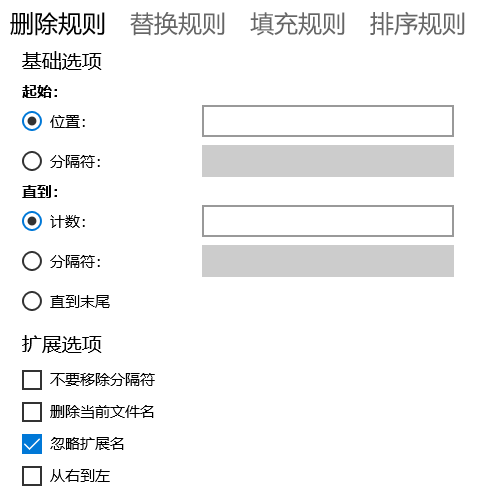 删除规则 替换规则 填充规则 排序规则
基础选项
起始：
位置：
分隔符：
直到：
计数：
分隔符：
直到末尾
扩展选项
不要移除分隔符
删除当前文件名
忽略扩展名
从右到左